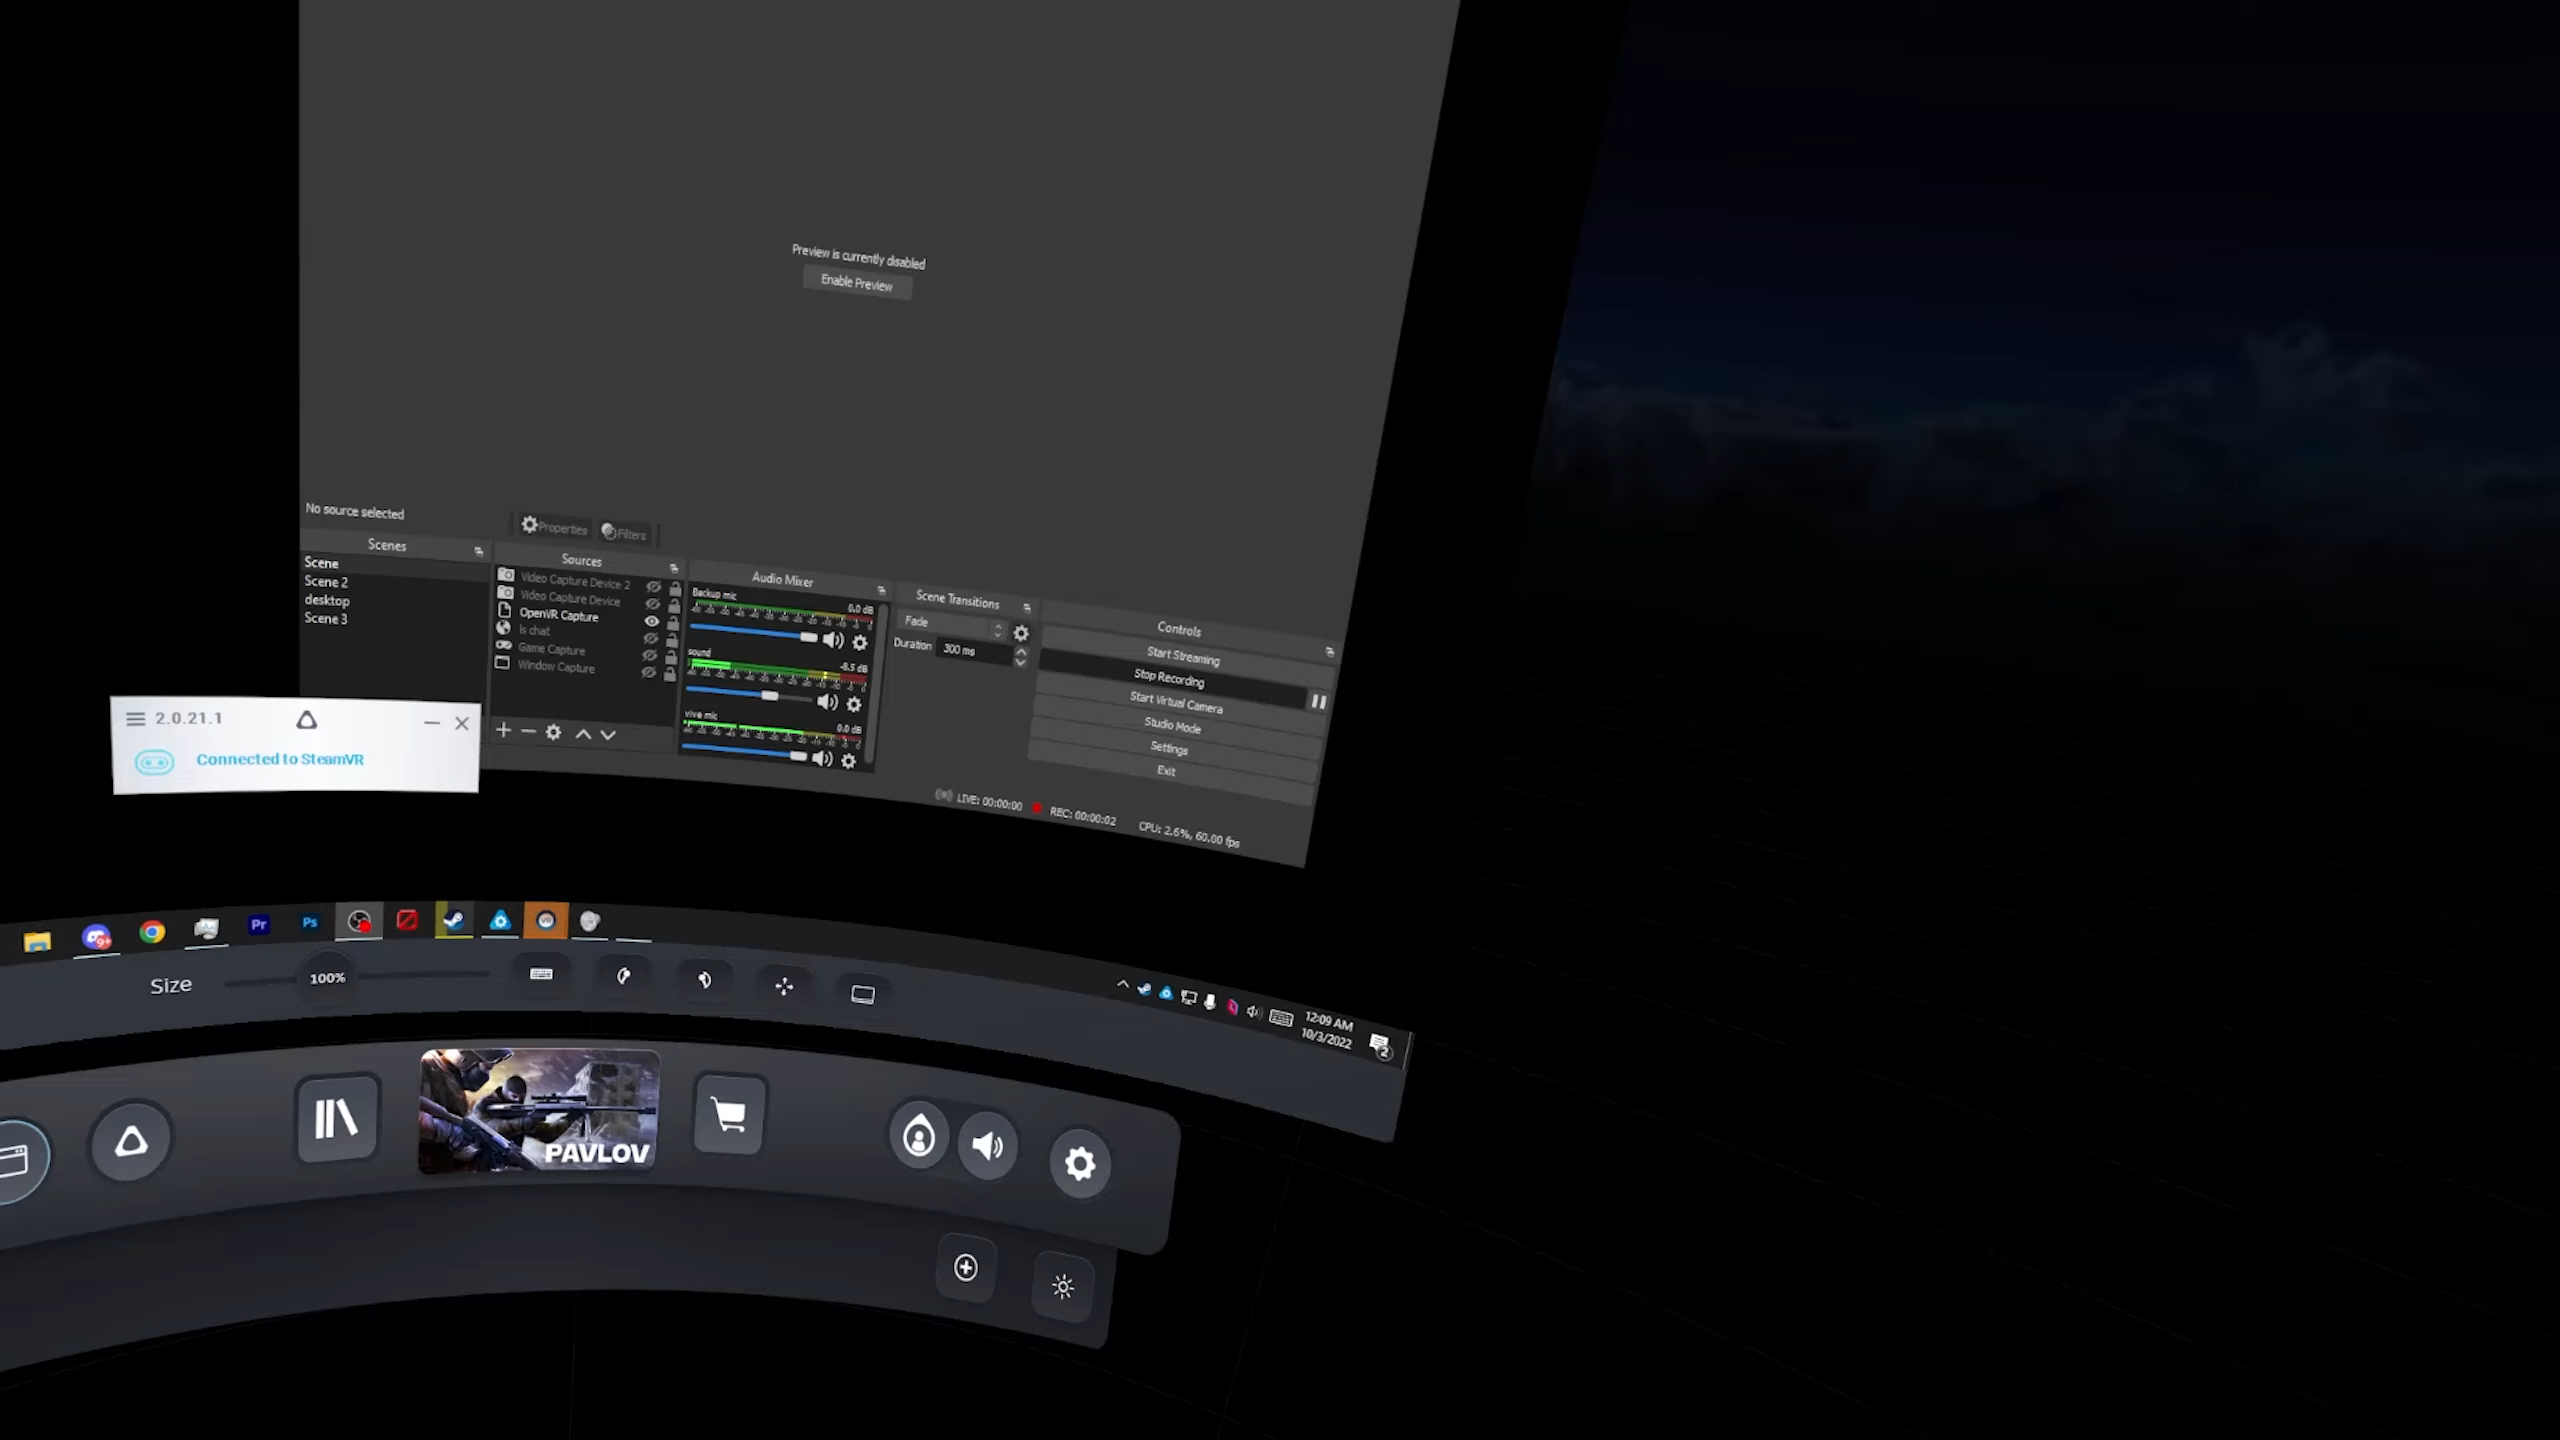 Preview is currently disabled
Enable Preview
No source selected
Properties
Filters
Scenes
Scene
Scene 2
desktop
Scene 3
Sources
Video Capture Device 2
Video Capture Device
OpenVR Capture
ls chat
Game Capture
Window Capture
Audio Mixer
Backup mic
0.0 dB
sound
-8.5 dB
vive mic
0.0 dB
Scene Transitions
Fade
Duration
300 ms
Controls
Start Streaming
Stop Recording
Start Virtual Camera
Studio Mode
Settings
Exit
LIVE: 00:00:00
REC: 00:00:02
CPU: 2.6%, 60.00 fps
2.0.21.1
Connected to SteamVR
9+
Pr
Ps
VR
Size
100%
12:09 AM
10/3/2022
2
PAVLOV